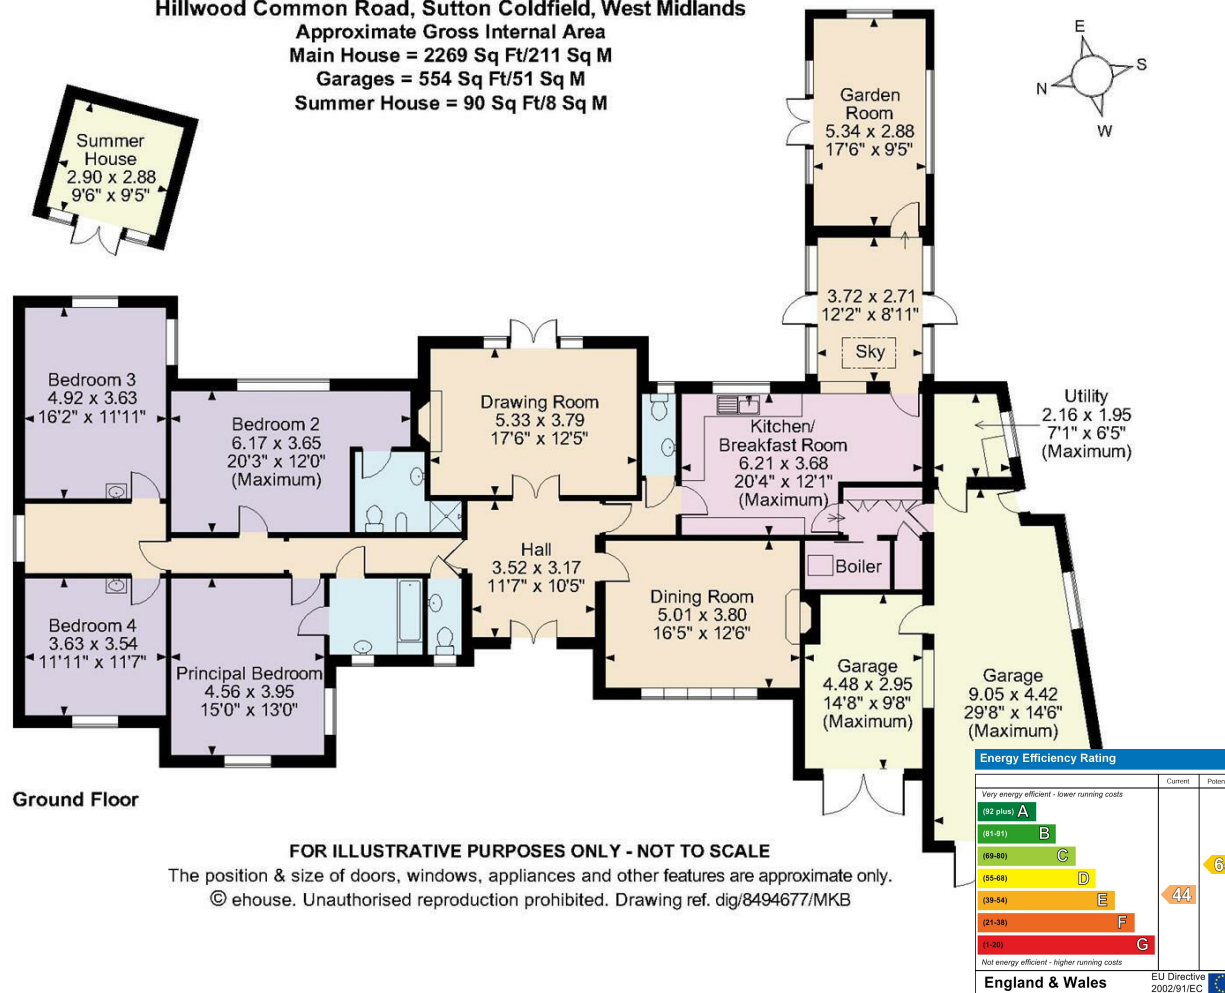 Hillwood Common Road, Sutton Coldfield, West Midlands
Approximate Gross Internal Area
Main House = 2269 Sq Ft/211 Sq M
Garages = 554 Sq Ft/51 Sq M
Summer House = 90 Sq Ft/8 Sq M
E
S
N
W
Summer
House
2.90 x 2.88
9'6" x 9'5"
Garden
Room
5.34 x 2.88
17'6" x 9'5"
3.72 x 2.71
12'2" x 8'11"
Sky
Bedroom 3
4.92 x 3.63
16'2" x 11'11"
Bedroom 2
6.17 x 3.65
20'3" x 12'0"
(Maximum)
Drawing Room
5.33 x 3.79
17'6" x 12'5"
Kitchen/
Breakfast Room
6.21 x 3.68
20'4" x 12'1"
(Maximum)
Utility
2.16 x 1.95
7'1" x 6'5"
(Maximum)
Hall
3.52 x 3.17
11'7" x 10'5"
Boiler
Dining Room
5.01 x 3.80
16'5" x 12'6"
Bedroom 4
3.63 x 3.54
11'11" x 11'7"
Principal Bedroom
4.56 x 3.95
15'0" x 13'0"
Garage
4.48 x 2.95
14'8" x 9'8"
(Maximum)
Garage
9.05 x 4.42
29'8" x 14'6"
(Maximum)
Ground Floor
FOR ILLUSTRATIVE PURPOSES ONLY - NOT TO SCALE
The position & size of doors, windows, appliances and other features are approximate only.
© ehouse. Unauthorised reproduction prohibited. Drawing ref. dig/8494677/MKB
Energy Efficiency Rating
Current Poten
Very energy efficient - lower running costs
(92 plus) A
(81-91) B
(69-80) C
(55-68) D
(39-54) E
(21-38) F
(1-20) G
44
6
Not energy efficient - higher running costs
England & Wales
EU Directive
2002/91/EC